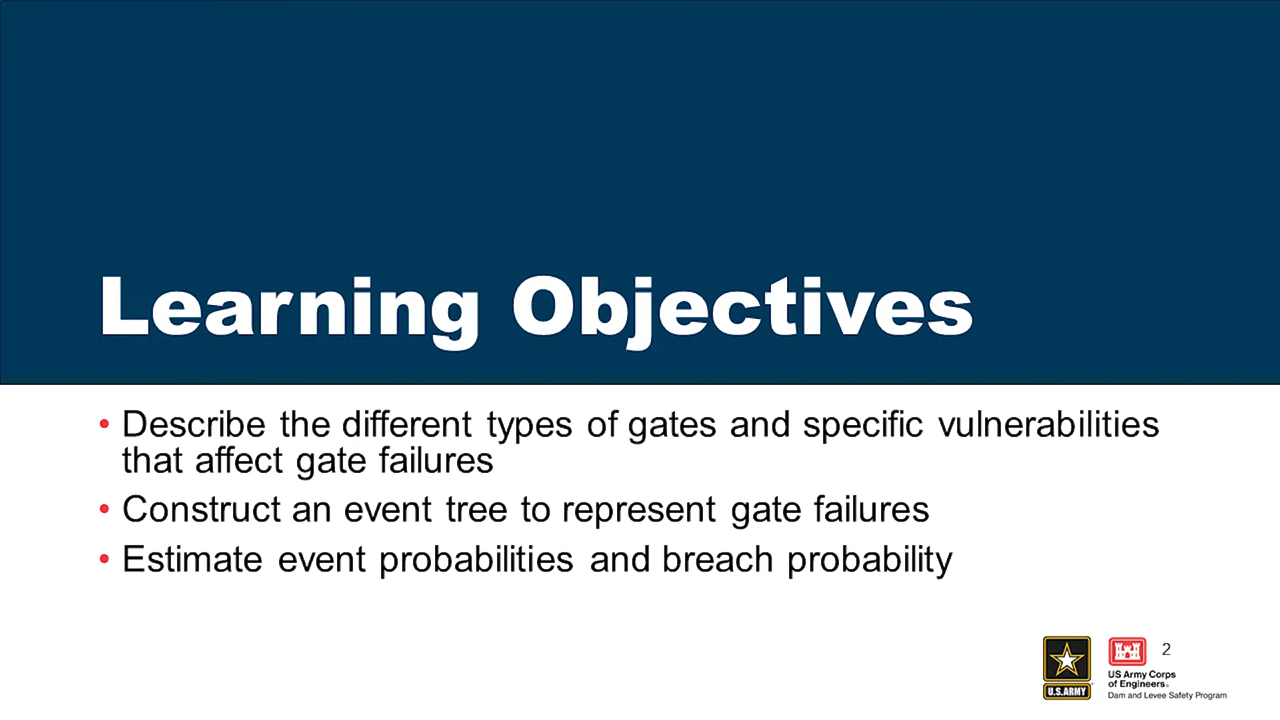 Learning Objectives
• Describe the different types of gates and specific vulnerabilities
that affect gate failures
• Construct an event tree to represent gate failures
• Estimate event probabilities and breach probability
2
U.S.ARMY
US Army Corps
of Engineers®
Dam and Levee Safety Program